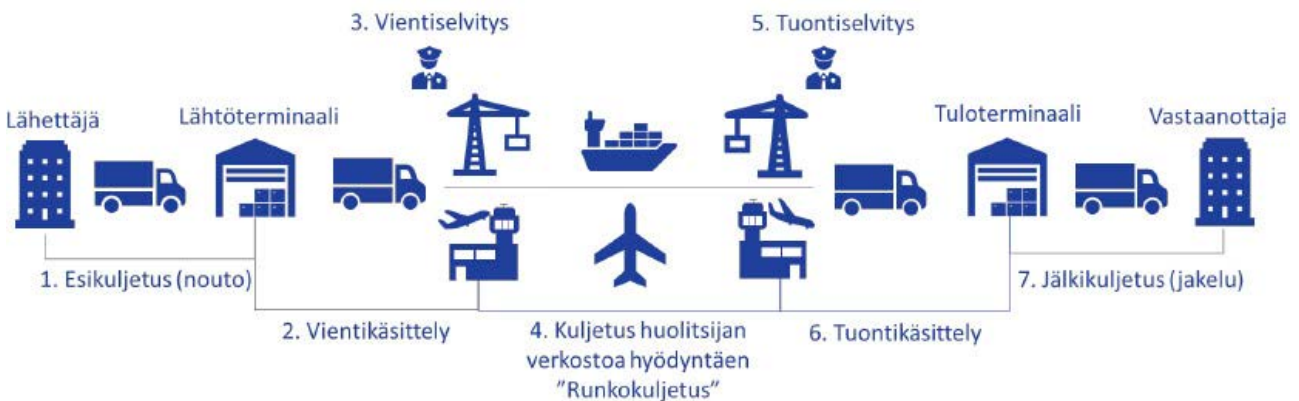 3. Vientiselvitys
5. Tuontiselvitys
Lähettäjä
Lähtöterminaali
Tuloterminaali
Vastaanottaja
1. Esikuljetus (nouto)
7. Jälkikuljetus (jakelu)
2. Vientikäsittely
4. Kuljetus huolitsijan
verkostoa hyödyntäen
”Runkokuljetus”
6. Tuontikäsittely